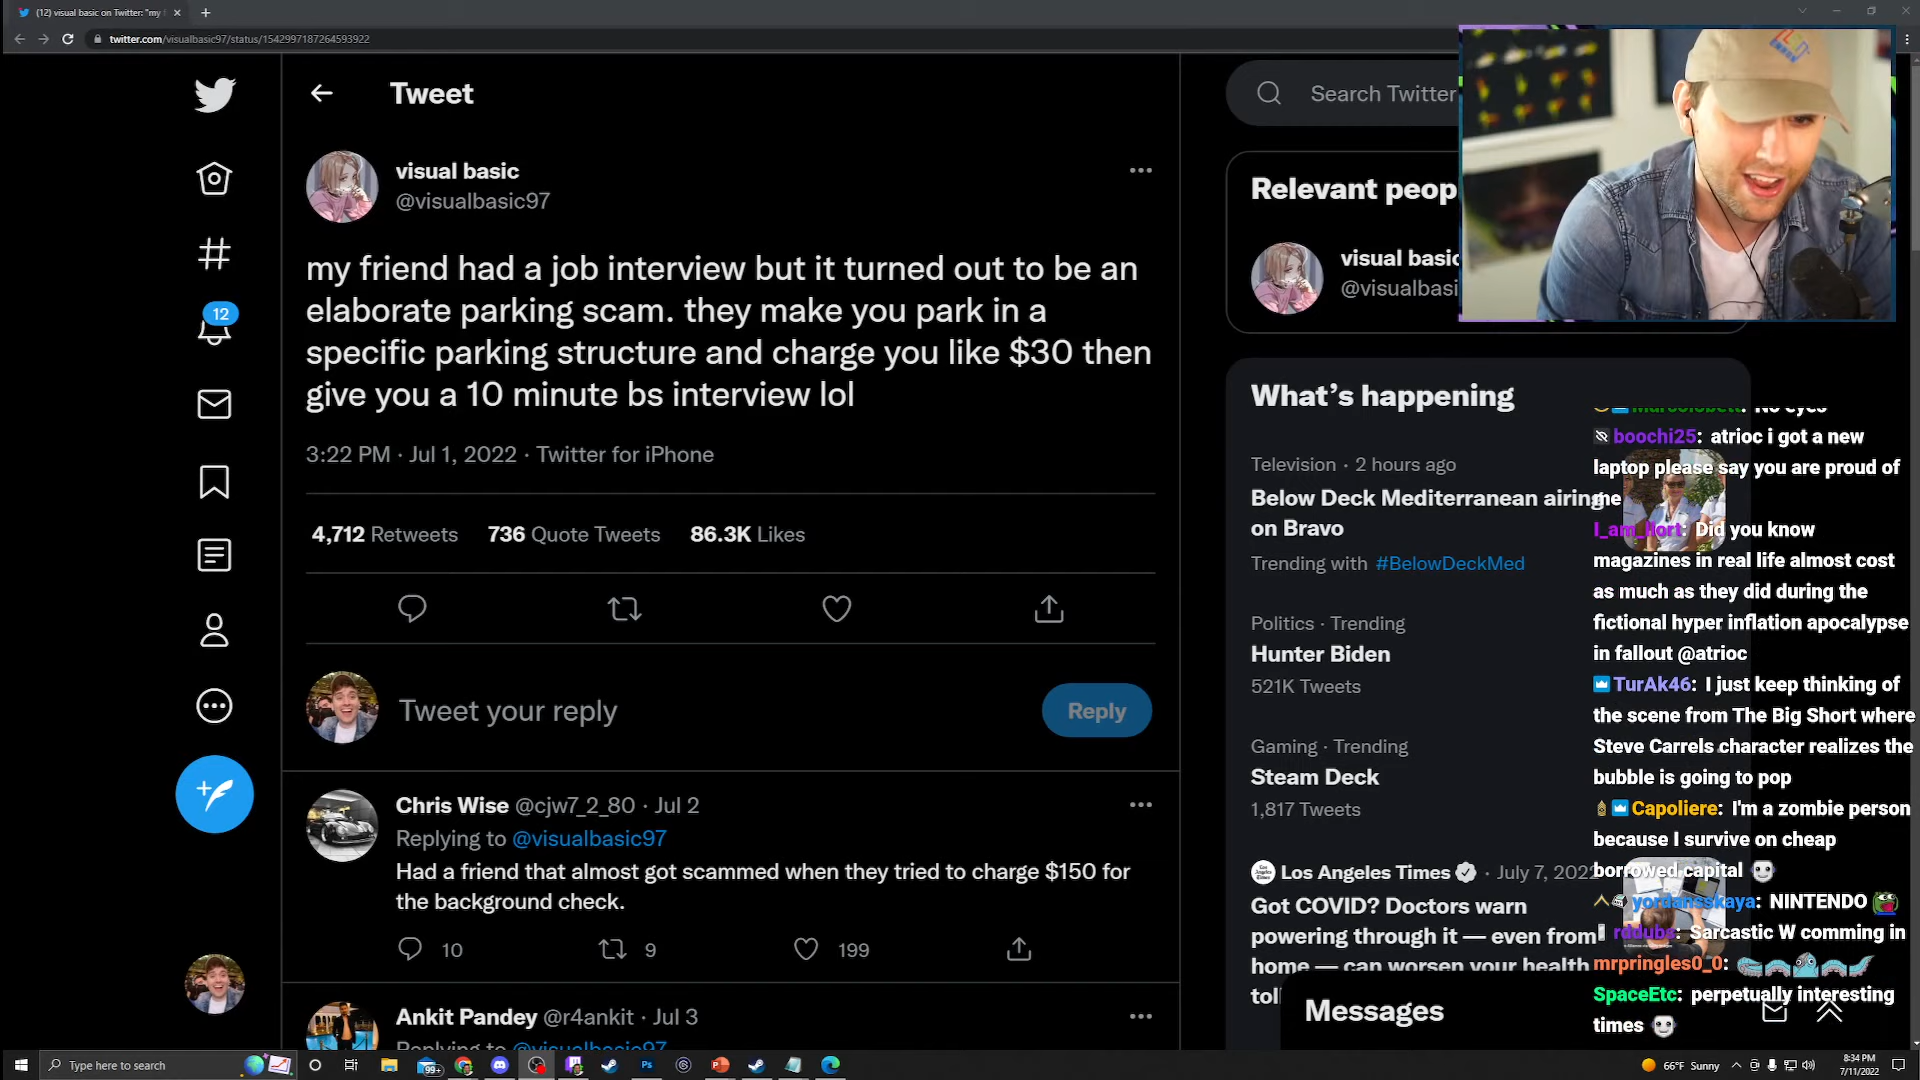 (12) visual basic on Twitter: "my f
twitter.com/visualbasic97/status/1542997187264593922
Tweet
Search Twitter
visual basic
@visualbasic97
my friend had a job interview but it turned out to be an
elaborate parking scam. they make you park in a
specific parking structure and charge you like $30 then
give you a 10 minute bs interview lol
3:22 PM · Jul 1, 2022 · Twitter for iPhone
4,712 Retweets 736 Quote Tweets 86.3K Likes
Tweet your reply
Reply
Chris Wise @cjw7_2_80 · Jul 2
Replying to @visualbasic97
Had a friend that almost got scammed when they tried to charge $150 for
the background check.
10 9 199
Ankit Pandey @r4ankit · Jul 3
Replying to @visualbasic97
12
Relevant peop
visual basic
@visualbasi
What's happening
Television · 2 hours ago
Below Deck Mediterranean airing
on Bravo
Trending with #BelowDeckMed
Politics · Trending
Hunter Biden
521K Tweets
Gaming · Trending
Steam Deck
1,817 Tweets
Los Angeles Times · July 7, 2022
Got COVID? Doctors warn
powering through it — even from
home — can worsen your health
toll
Messages
No eyes
boochi25: atrioc i got a new
laptop please say you are proud of
me
I_am_llort: Did you know
magazines in real life almost cost
as much as they did during the
fictional hyper inflation apocalypse
in fallout @atrioc
TurAk46: I just keep thinking of
the scene from The Big Short where
Steve Carrels character realizes the
bubble is going to pop
Capoliere: I'm a zombie person
because I survive on cheap
borrowed capital
yordansskaya: NINTENDO
rddubs: Sarcastic W comming in
mrpringles0_0:
SpaceEtc: perpetually interesting
times
Type here to search
99+
Ps
66°F Sunny
8:34 PM
7/11/2022